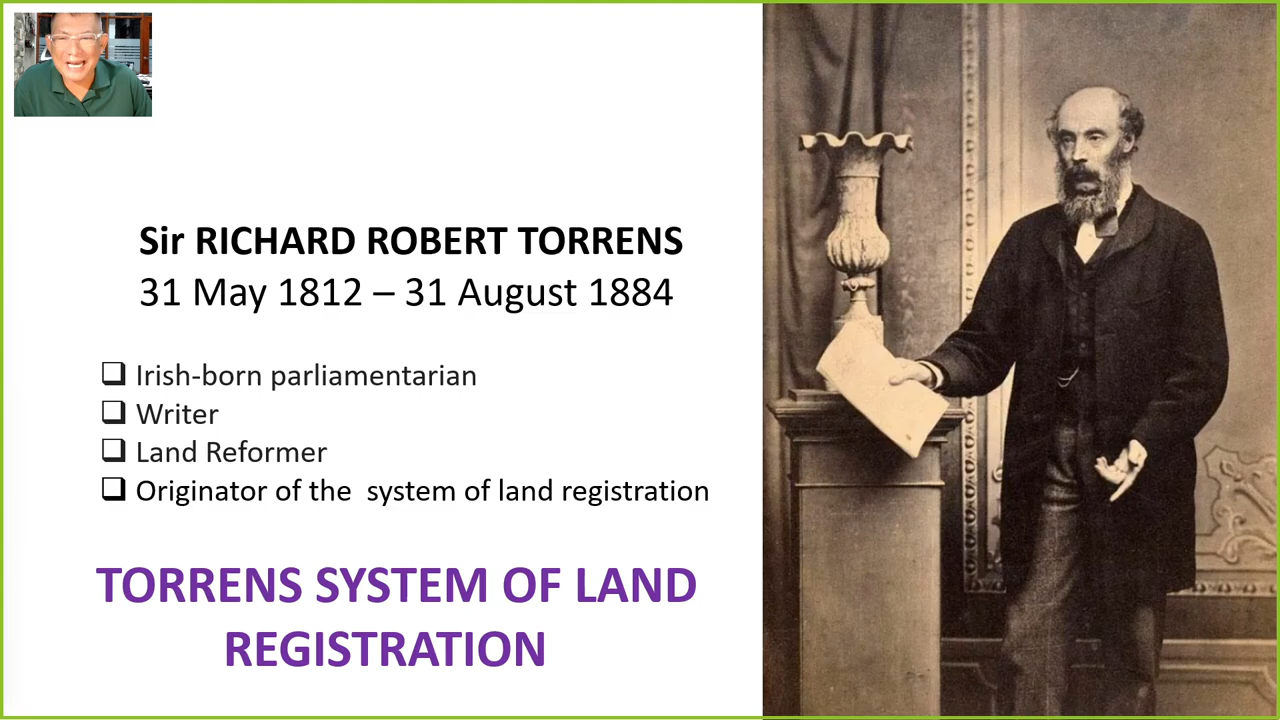 Sir RICHARD ROBERT TORRENS
31 May 1812 – 31 August 1884
❑ Irish-born parliamentarian
❑ Writer
❑ Land Reformer
❑ Originator of the system of land registration
TORRENS SYSTEM OF LAND
REGISTRATION